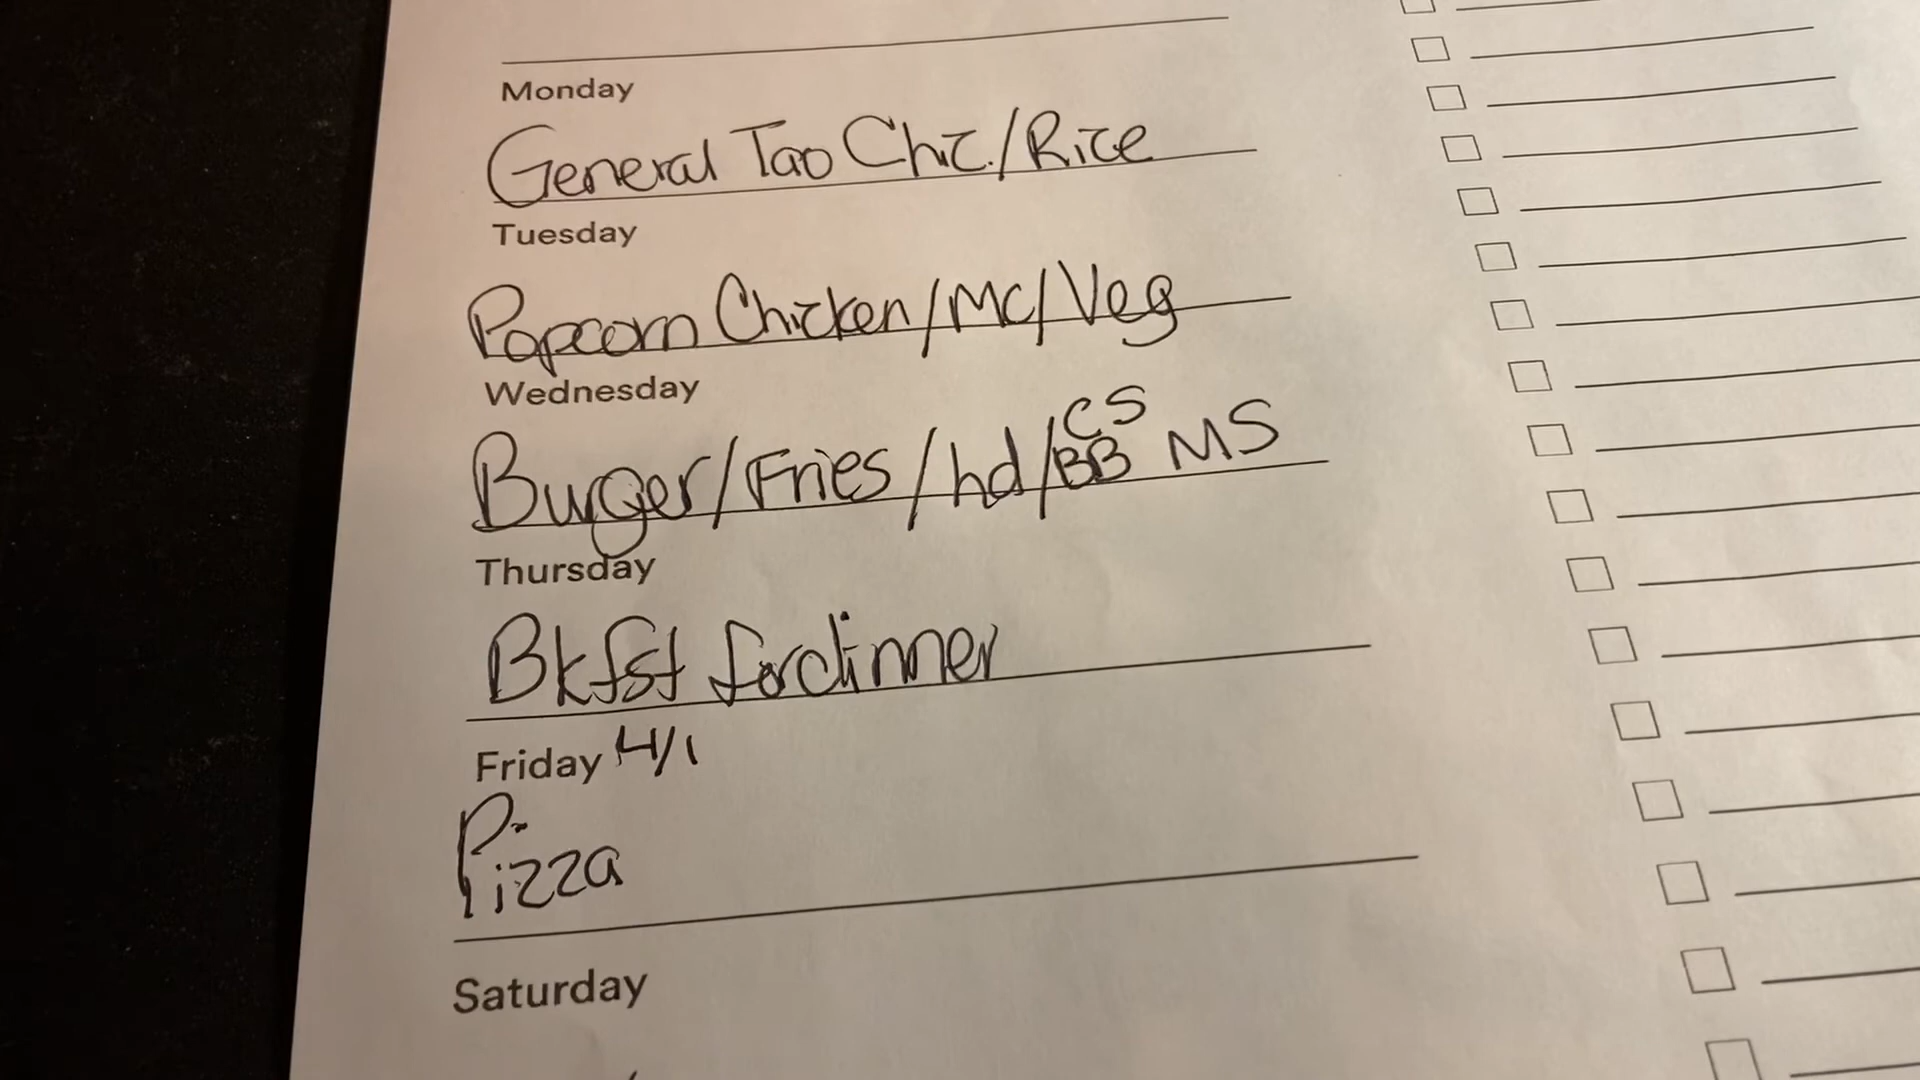 Monday
General Tao Chic./Rice
Tuesday
Popcorn Chicken/MC/Veg
Wednesday
CS
Burger/Fries/hd/BB MS
Thursday
Bkfst for dinner
Friday 4/1
Pizza
Saturday